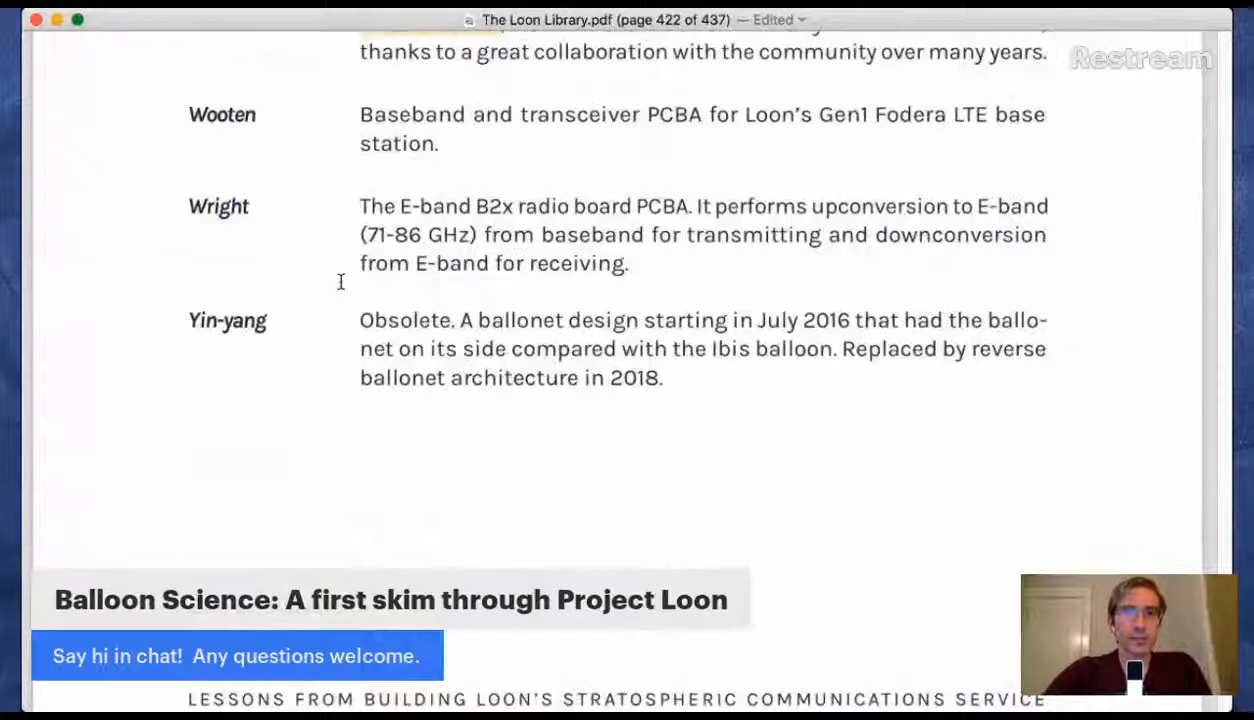 The Loon Library.pdf (page 422 of 437) — Edited
thanks to a great collaboration with the community over many years.
Restream
Wooten Baseband and transceiver PCBA for Loon's Gen1 Fodera LTE base
station.
Wright The E-band B2x radio board PCBA. It performs upconversion to E-band
(71-86 GHz) from baseband for transmitting and downconversion
from E-band for receiving.
Yin-yang Obsolete. A ballonet design starting in July 2016 that had the ballo-
net on its side compared with the Ibis balloon. Replaced by reverse
ballonet architecture in 2018.
Balloon Science: A first skim through Project Loon
Say hi in chat! Any questions welcome.
LESSONS FROM BUILDING LOON'S STRATOSPHERIC COMMUNICATIONS SERVICE